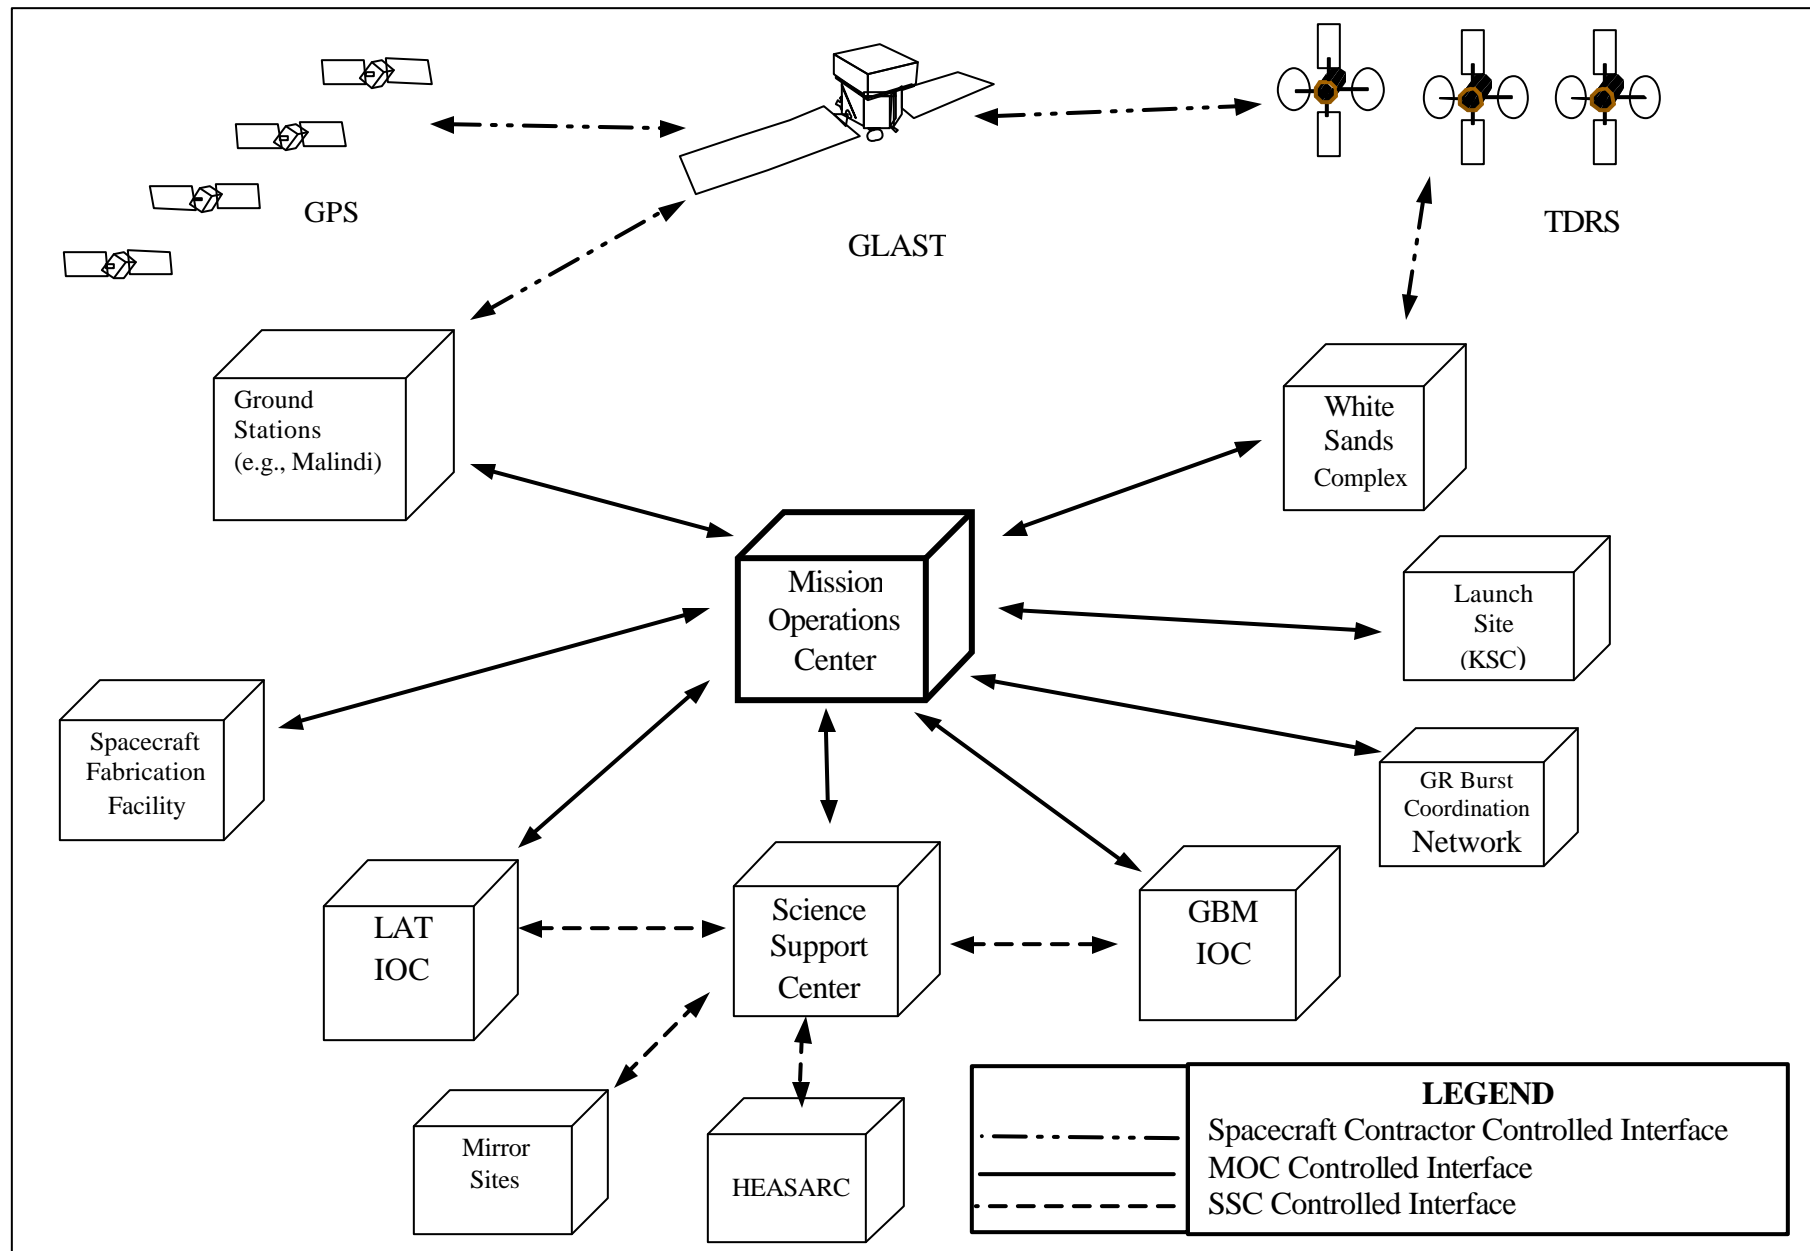 GPS
GLAST
TDRS
Ground
Stations
(e.g., Malindi)
White
Sands
Complex
Mission
Operations
Center
Launch
Site
(KSC)
Spacecraft
Fabrication
Facility
GR Burst
Coordination
Network
LAT
IOC
Science
Support
Center
GBM
IOC
Mirror
Sites
HEASARC
LEGEND
Spacecraft Contractor Controlled Interface
MOC Controlled Interface
SSC Controlled Interface